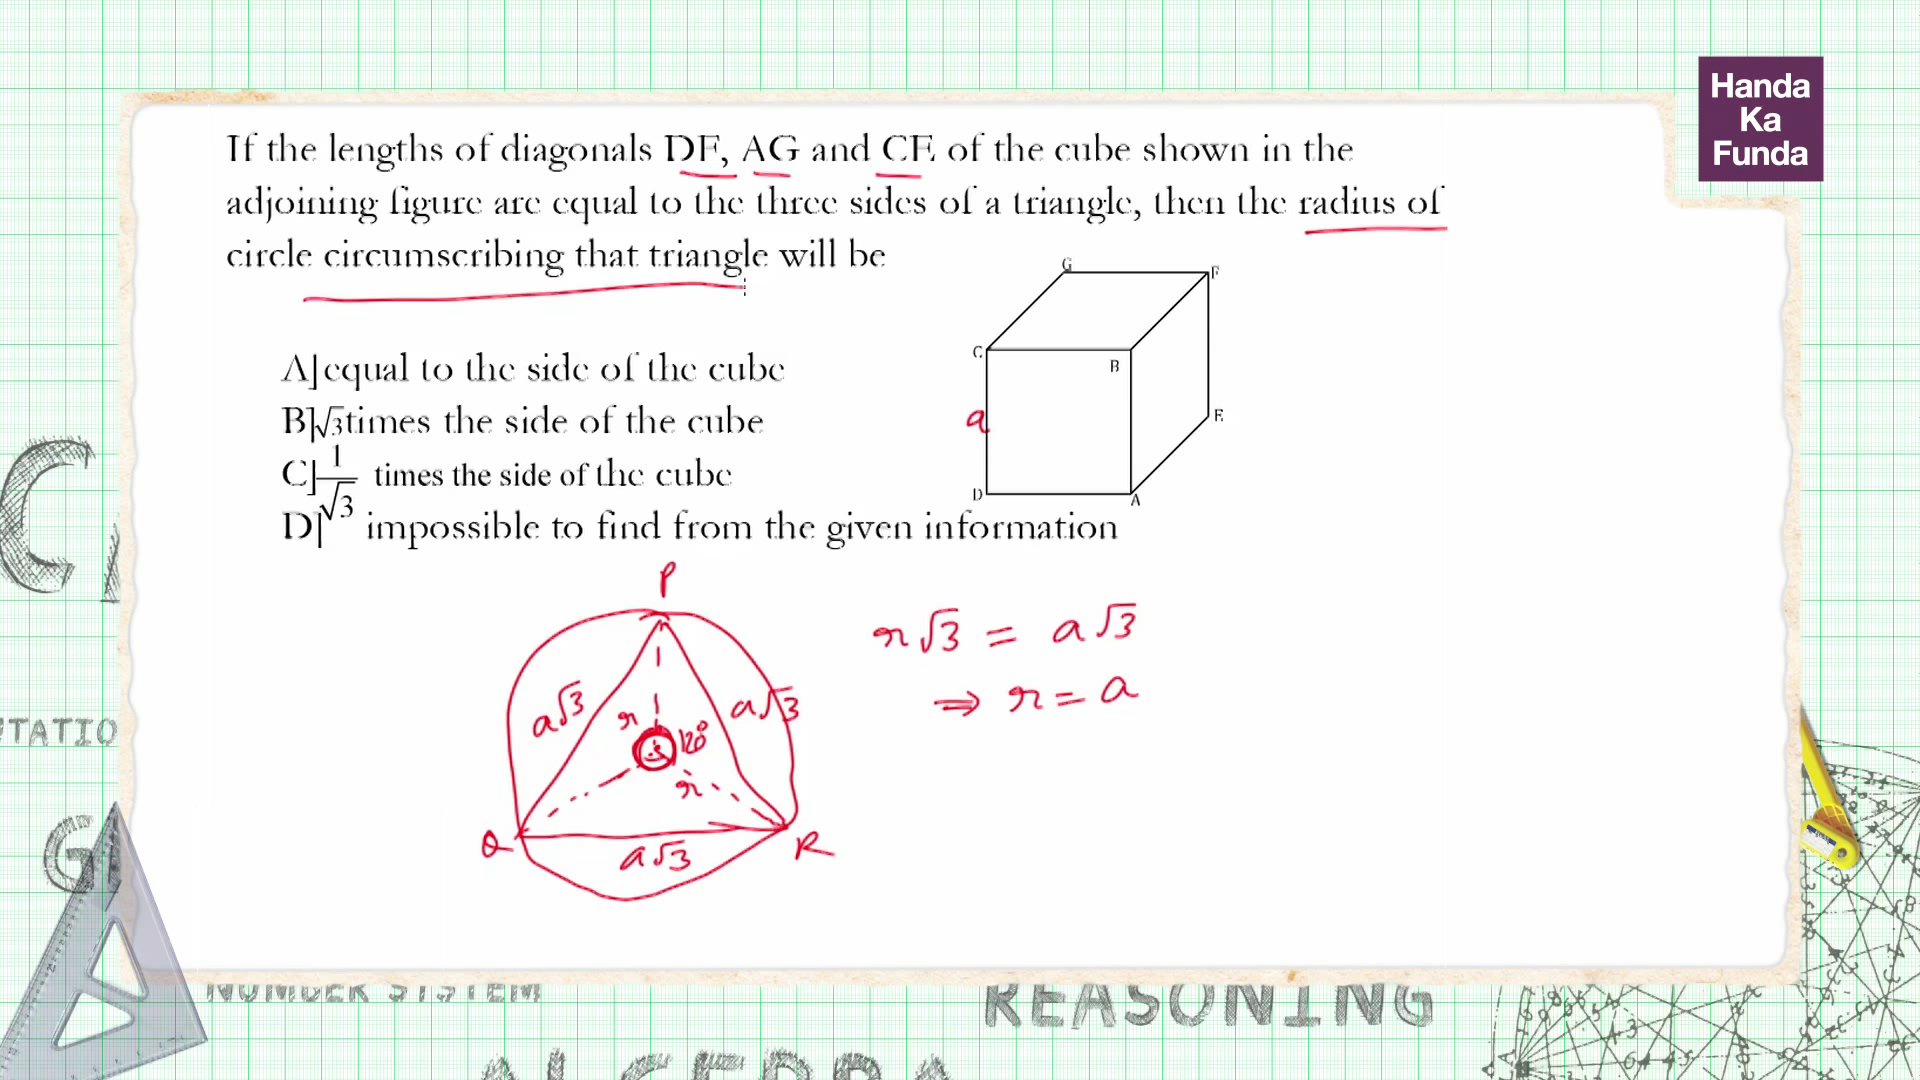 Handa
Ka
Funda
If the lengths of diagonals DF, AG and CE of the cube shown in the
adjoining figure are equal to the three sides of a triangle, then the radius of
circle circumscribing that triangle will be
G
F
C
B
A] equal to the side of the cube
B] √3 times the side of the cube
a
E
C] 1/√3 times the side of the cube
D
A
D] impossible to find from the given information
P
r√3 = a√3
a√3
a√3
⇒ r = a
r
120°
r
Q
a√3
R
NUMBER SYSTEM
REASONING
ALGEBRA